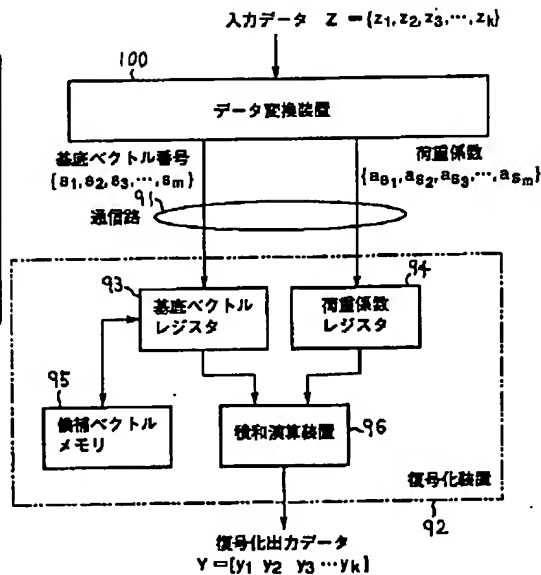 入力データ Z ={z1,z2,z3,…,zk}
100
データ変換装置
基底ベクトル番号
{s1,s2,s3,…,sm}
荷重係数
{as1,as2,as3,…,asm}
91
通信路
93
基底ベクトル
レジスタ
94
荷重係数
レジスタ
95
候補ベクトル
メモリ
積和演算装置
96
復号化装置
92
復号化出力データ
Y=[y1 y2 y3…yk]